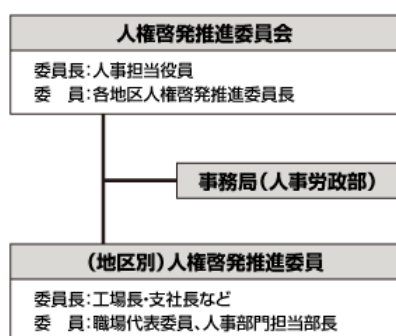 人権啓発推進委員会
委員長:人事担当役員
委　員:各地区人権啓発推進委員長
事務局(人事労政部)
(地区別)人権啓発推進委員
委員長:工場長・支社長など
委　員:職場代表委員、人事部門担当部長